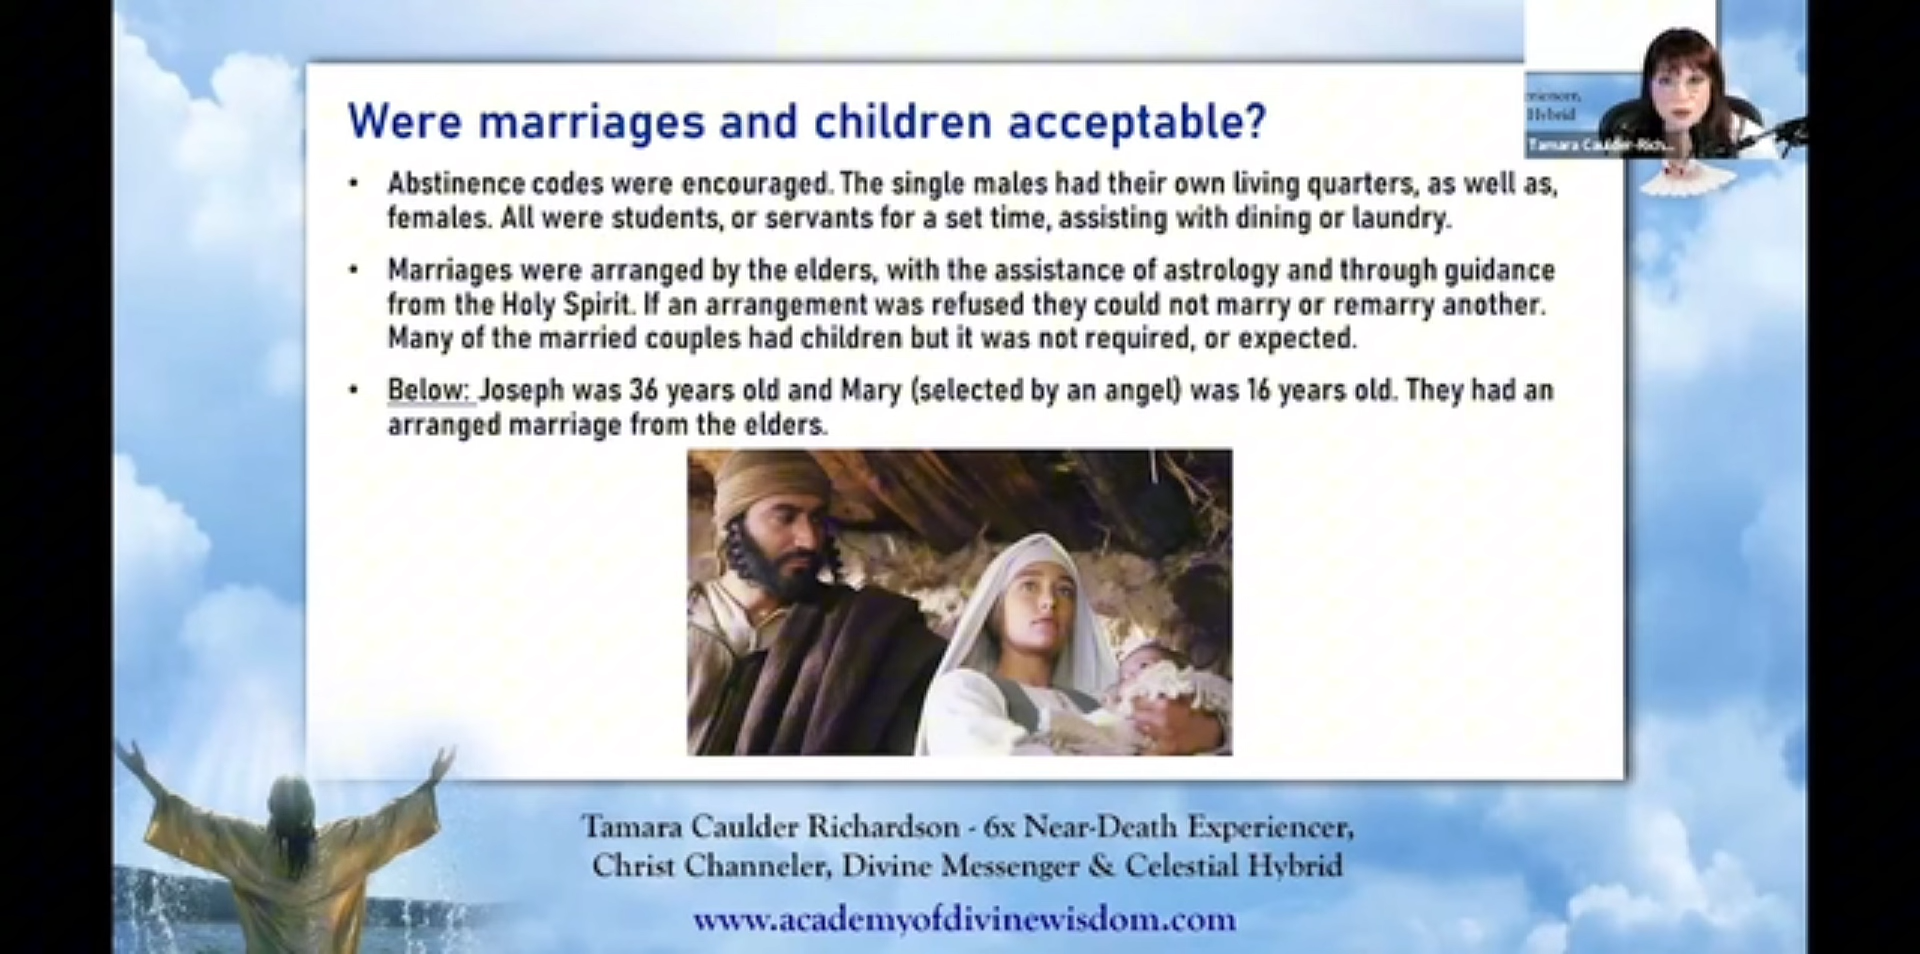 Were marriages and children acceptable?
• Abstinence codes were encouraged. The single males had their own living quarters, as well as,
females. All were students, or servants for a set time, assisting with dining or laundry.
• Marriages were arranged by the elders, with the assistance of astrology and through guidance
from the Holy Spirit. If an arrangement was refused they could not marry or remarry another.
Many of the married couples had children but it was not required, or expected.
• Below: Joseph was 36 years old and Mary (selected by an angel) was 16 years old. They had an
arranged marriage from the elders.
Hybrid
Tamara Caulder-Rich...
Tamara Caulder Richardson - 6x Near-Death Experiencer,
Christ Channeler, Divine Messenger & Celestial Hybrid
www.academyofdivinewisdom.com